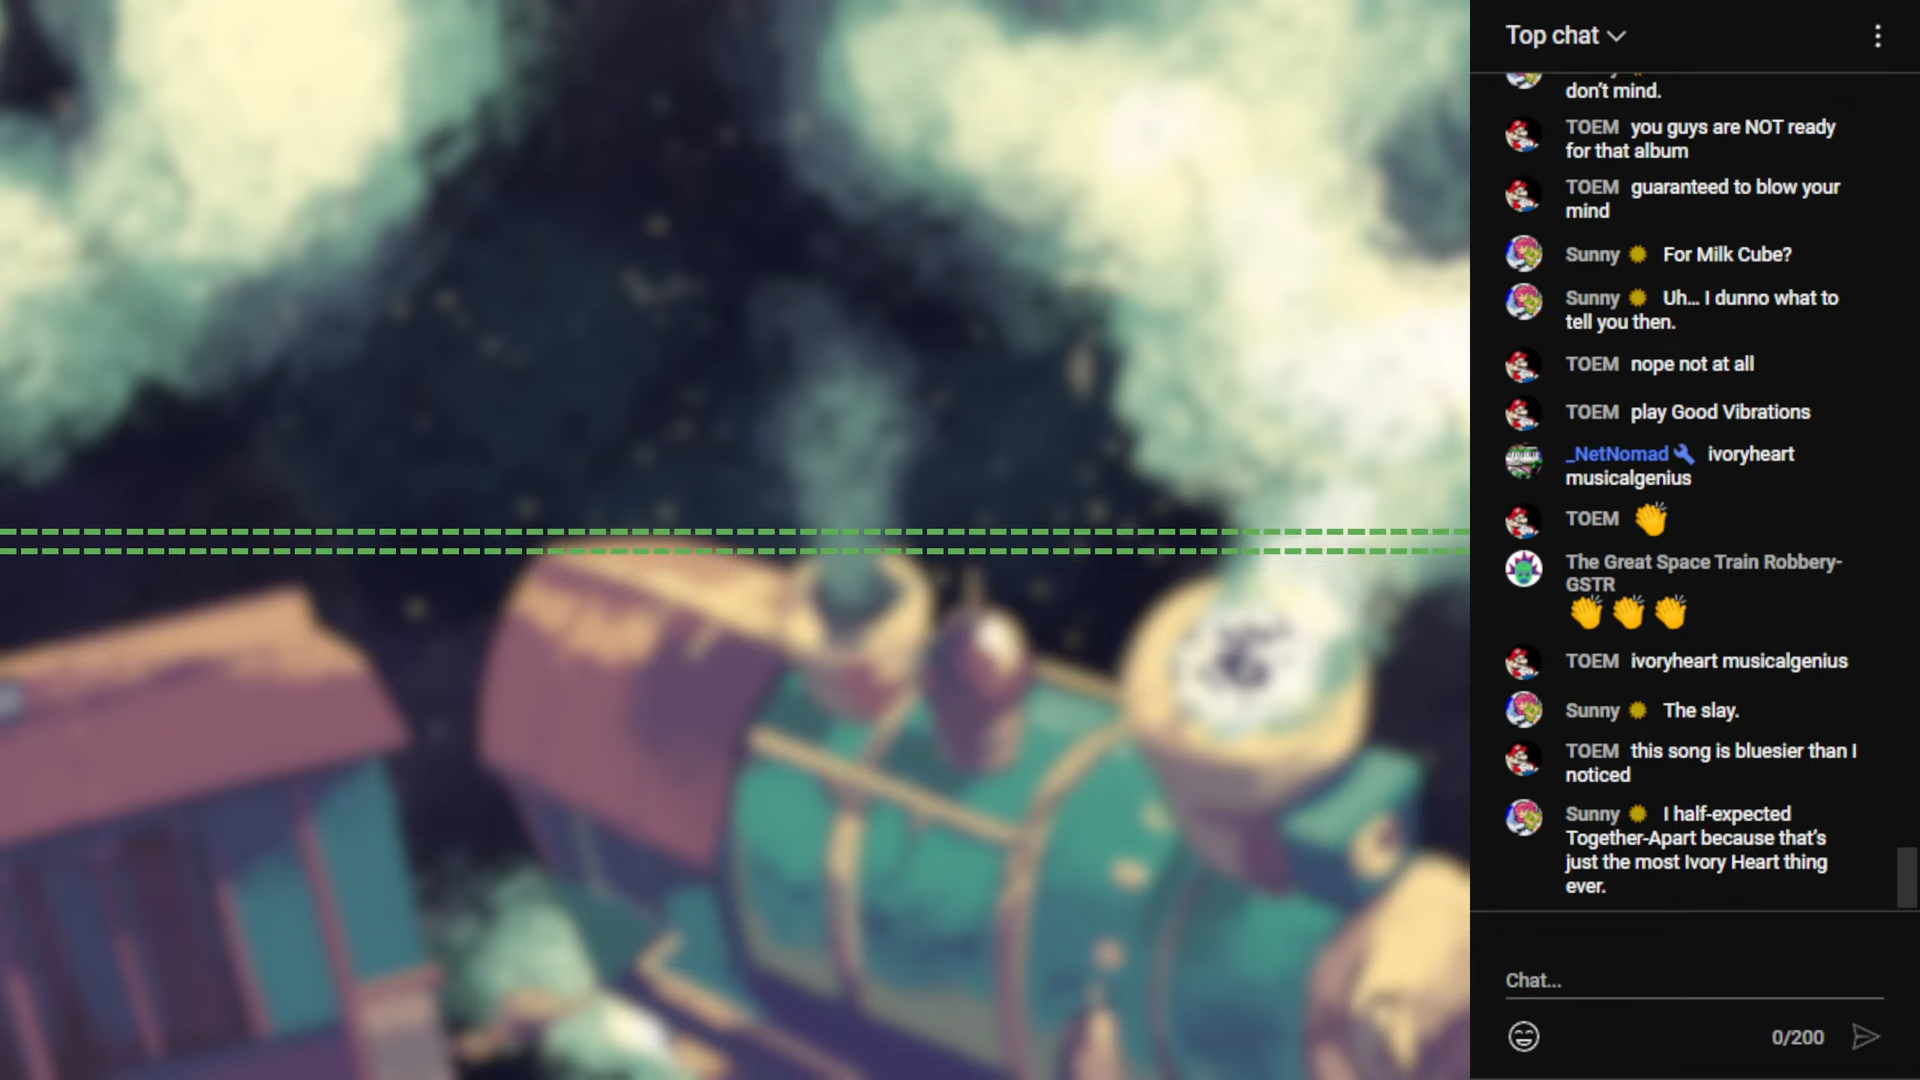 Top chat
don't mind.
TOEM you guys are NOT ready
for that album
TOEM guaranteed to blow your
mind
Sunny For Milk Cube?
Sunny Uh... I dunno what to
tell you then.
TOEM nope not at all
TOEM play Good Vibrations
_NetNomad ivoryheart
musicalgenius
TOEM 👏
The Great Space Train Robbery-
GSTR
👏👏👏
TOEM ivoryheart musicalgenius
Sunny The slay.
TOEM this song is bluesier than I
noticed
Sunny I half-expected
Together-Apart because that's
just the most Ivory Heart thing
ever.
Chat...
0/200